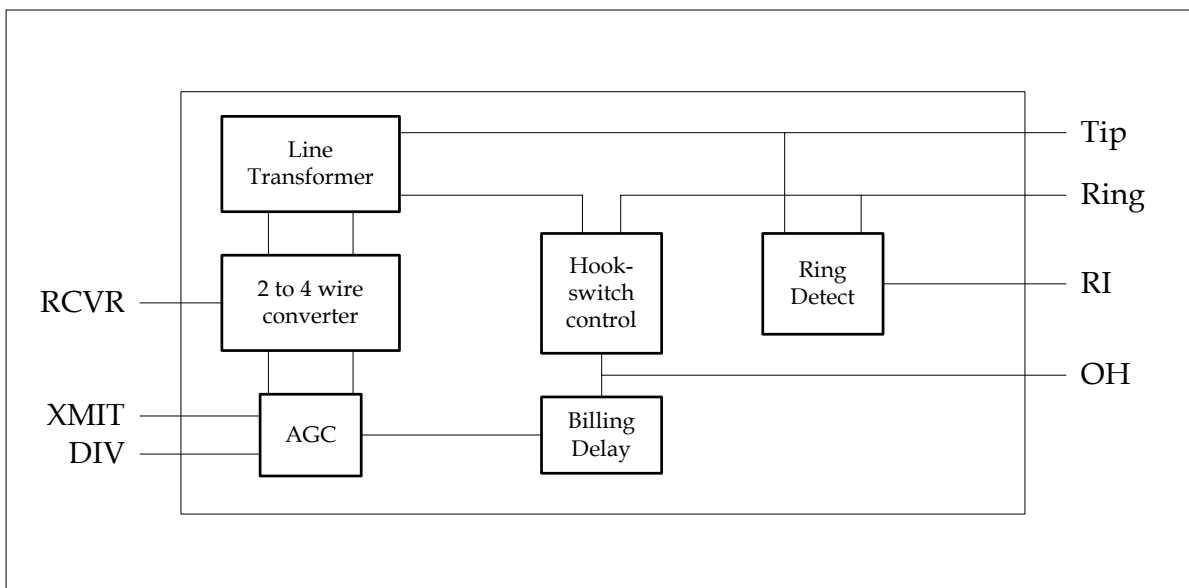 Line
Transformer
Tip
Ring
2 to 4 wire
converter
RCVR
Hook-
switch
control
Ring
Detect
RI
OH
XMIT
DIV
AGC
Billing
Delay